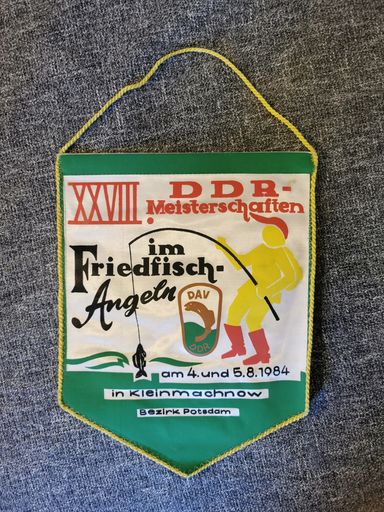 XXVIII. DDR-
Meisterschaften
im
Friedfisch-
Angeln
DAV
DDR
am 4. und 5.8.1984
in Kleinmachnow
Bezirk Potsdam